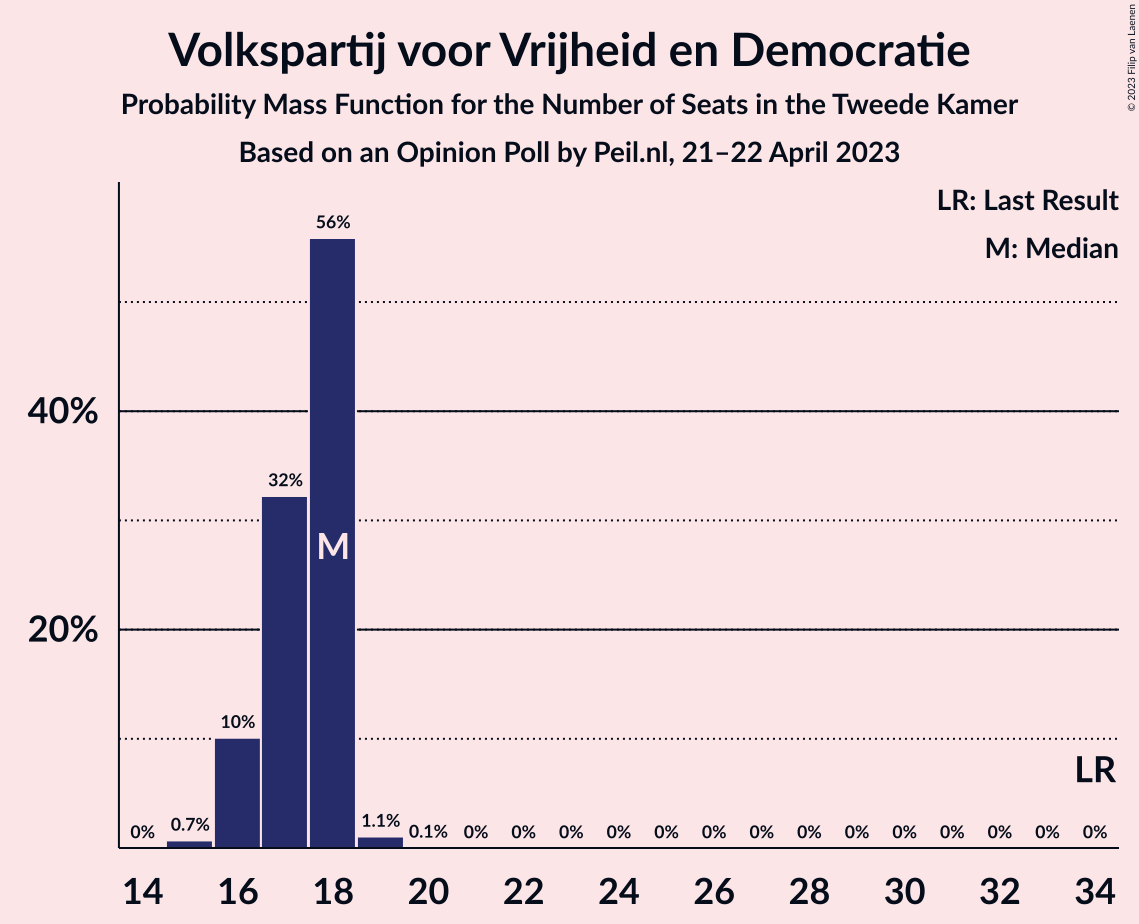 Volkspartij voor Vrijheid en Democratie
Probability Mass Function for the Number of Seats in the Tweede Kamer
Based on an Opinion Poll by Peil.nl, 21–22 April 2023
© 2023 Filip van Laenen
LR: Last Result
M: Median
56%
40%
32%
M
20%
10%
LR
0% 0.7% 1.1% 0.1% 0% 0% 0% 0% 0% 0% 0% 0% 0% 0% 0% 0% 0% 0%
14 16 18 20 22 24 26 28 30 32 34